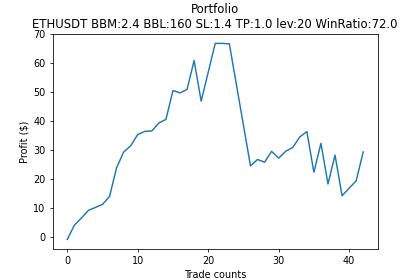 Portfolio
ETHUSDT BBM:2.4 BBL:160 SL:1.4 TP:1.0 lev:20 WinRatio:72.0
70
60
50
40
30
20
10
0
Profit ($)
0 10 20 30 40
Trade counts